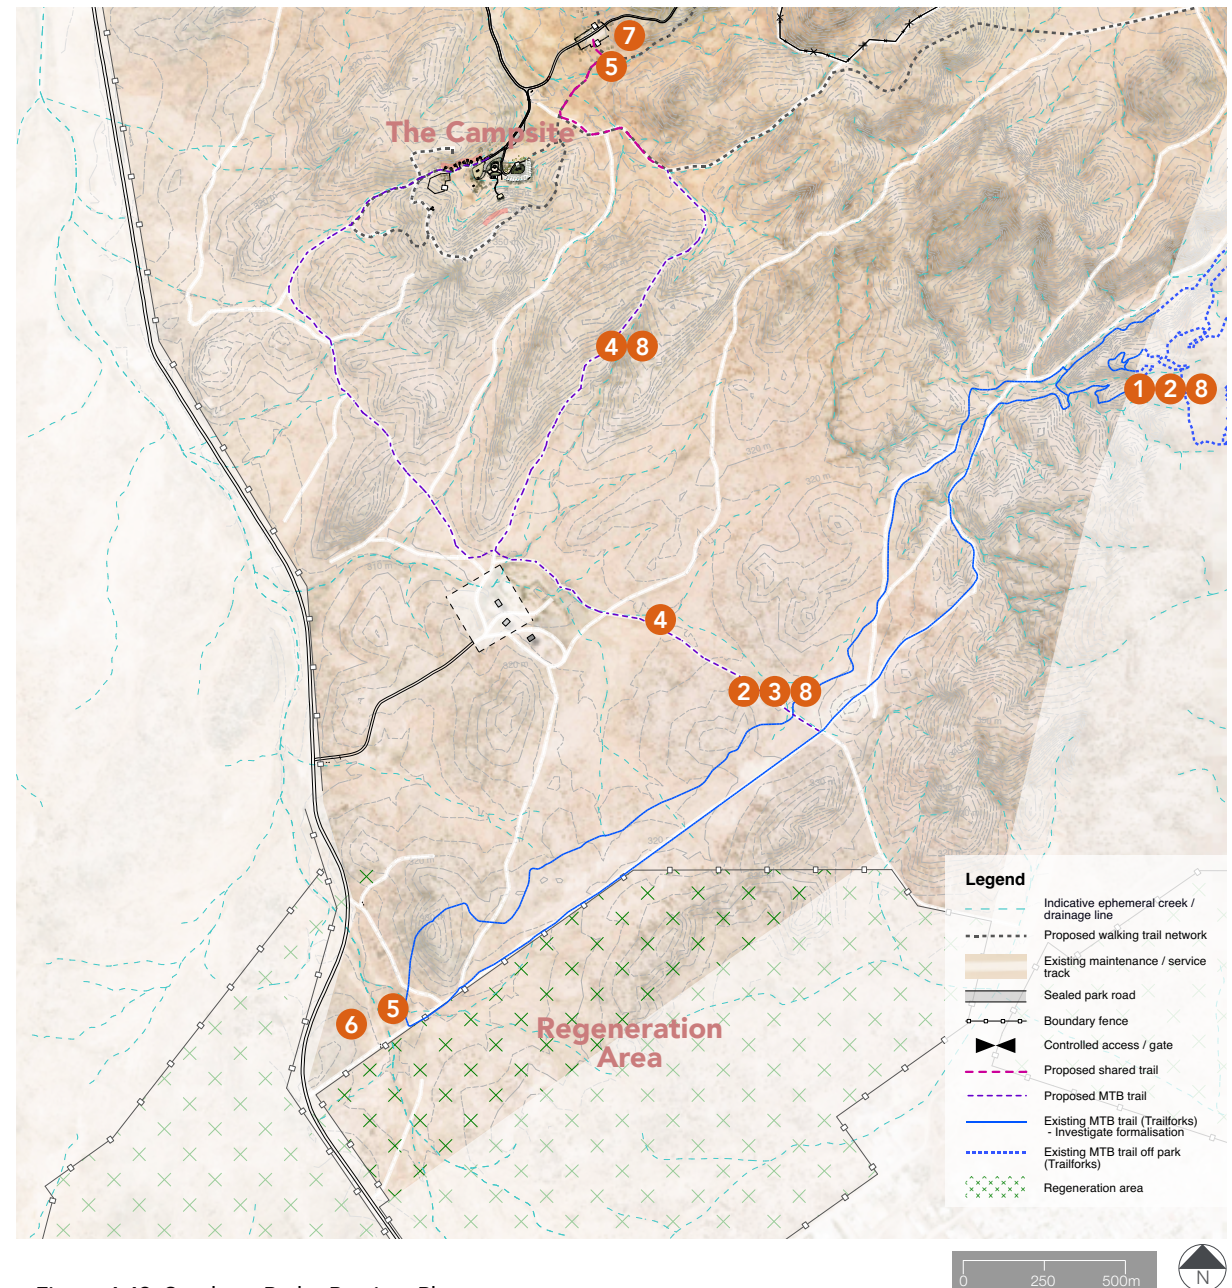 7
5
The Campsite
4 8
1 2 8
4
2 3 8
5
6
Regeneration
Area
Legend
Indicative ephemeral creek /
drainage line
Proposed walking trail network
Existing maintenance / service
track
Sealed park road
Boundary fence
Controlled access / gate
Proposed shared trail
Proposed MTB trail
Existing MTB trail (Trailforks)
- Investigate formalisation
Existing MTB trail off park
(Trailforks)
Regeneration area
0 250 500m
N